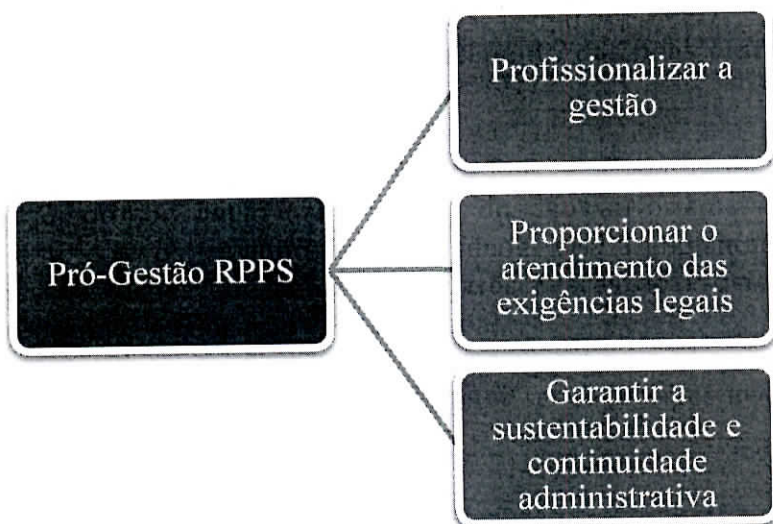 Pró-Gestão RPPS
Profissionalizar a
gestão
Proporcionar o
atendimento das
exigências legais
Garantir a
sustentabilidade e
continuidade
administrativa